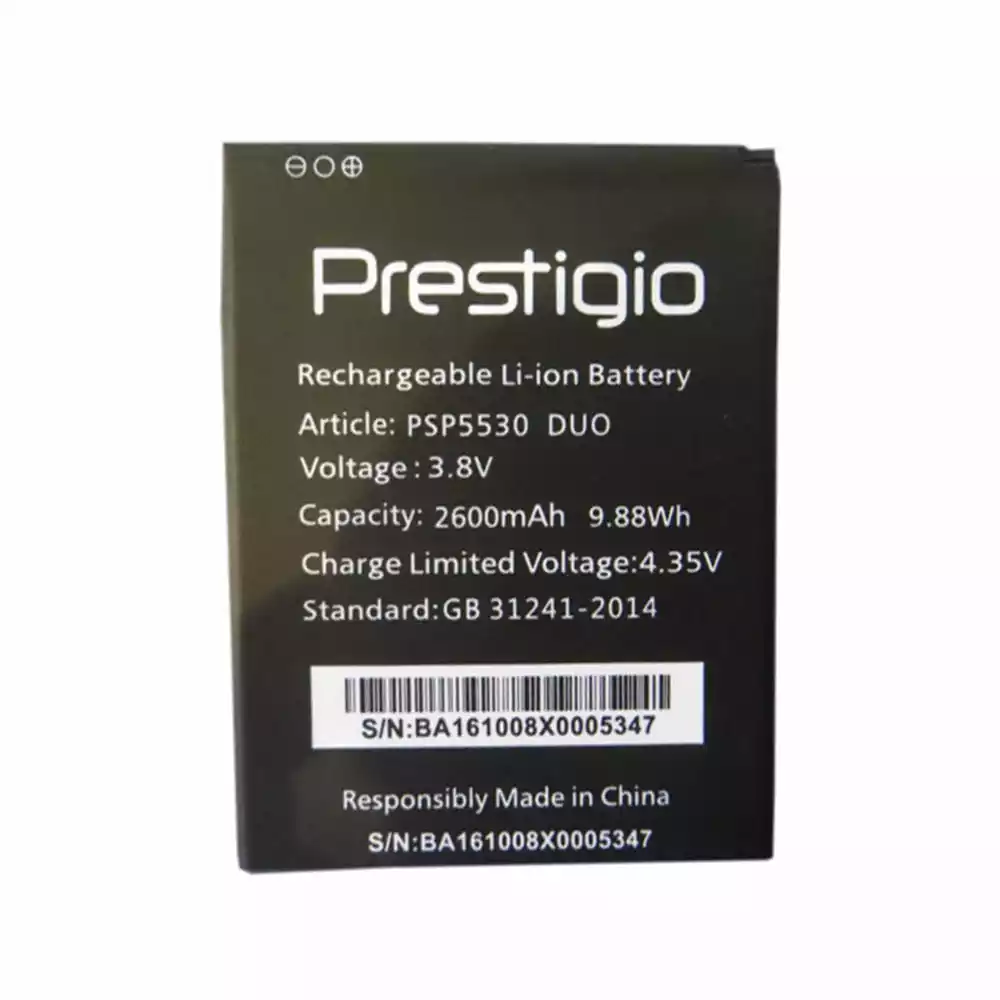 Prestigio
Rechargeable Li-ion Battery
Article: PSP5530 DUO
Voltage : 3.8V
Capacity: 2600mAh 9.88Wh
Charge Limited Voltage:4.35V
Standard:GB 31241-2014
S/N:BA161008X0005347
Responsibly Made in China
S/N:BA161008X0005347